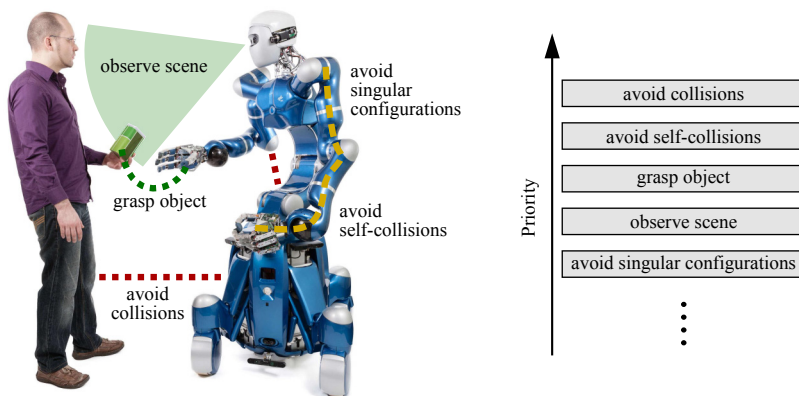 observe scene
avoid
singular
configurations
grasp object
avoid
self-collisions
avoid
collisions
Priority
avoid collisions
avoid self-collisions
grasp object
observe scene
avoid singular configurations